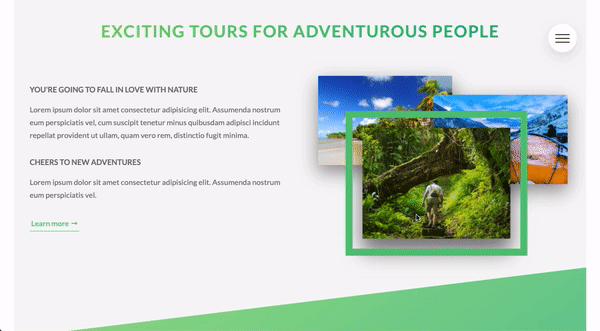 EXCITING TOURS FOR ADVENTUROUS PEOPLE
YOU'RE GOING TO FALL IN LOVE WITH NATURE
Lorem ipsum dolor sit amet consectetur adipisicing elit. Assumenda nostrum
eum perspiciatis vel, cum suscipit tenetur minus quibusdam adipisci incidunt
repellat provident ut ullam, quam vero rem, distinctio fugit minima.
CHEERS TO NEW ADVENTURES
Lorem ipsum dolor sit amet consectetur adipisicing elit. Assumenda nostrum
eum perspiciatis vel.
Learn more →